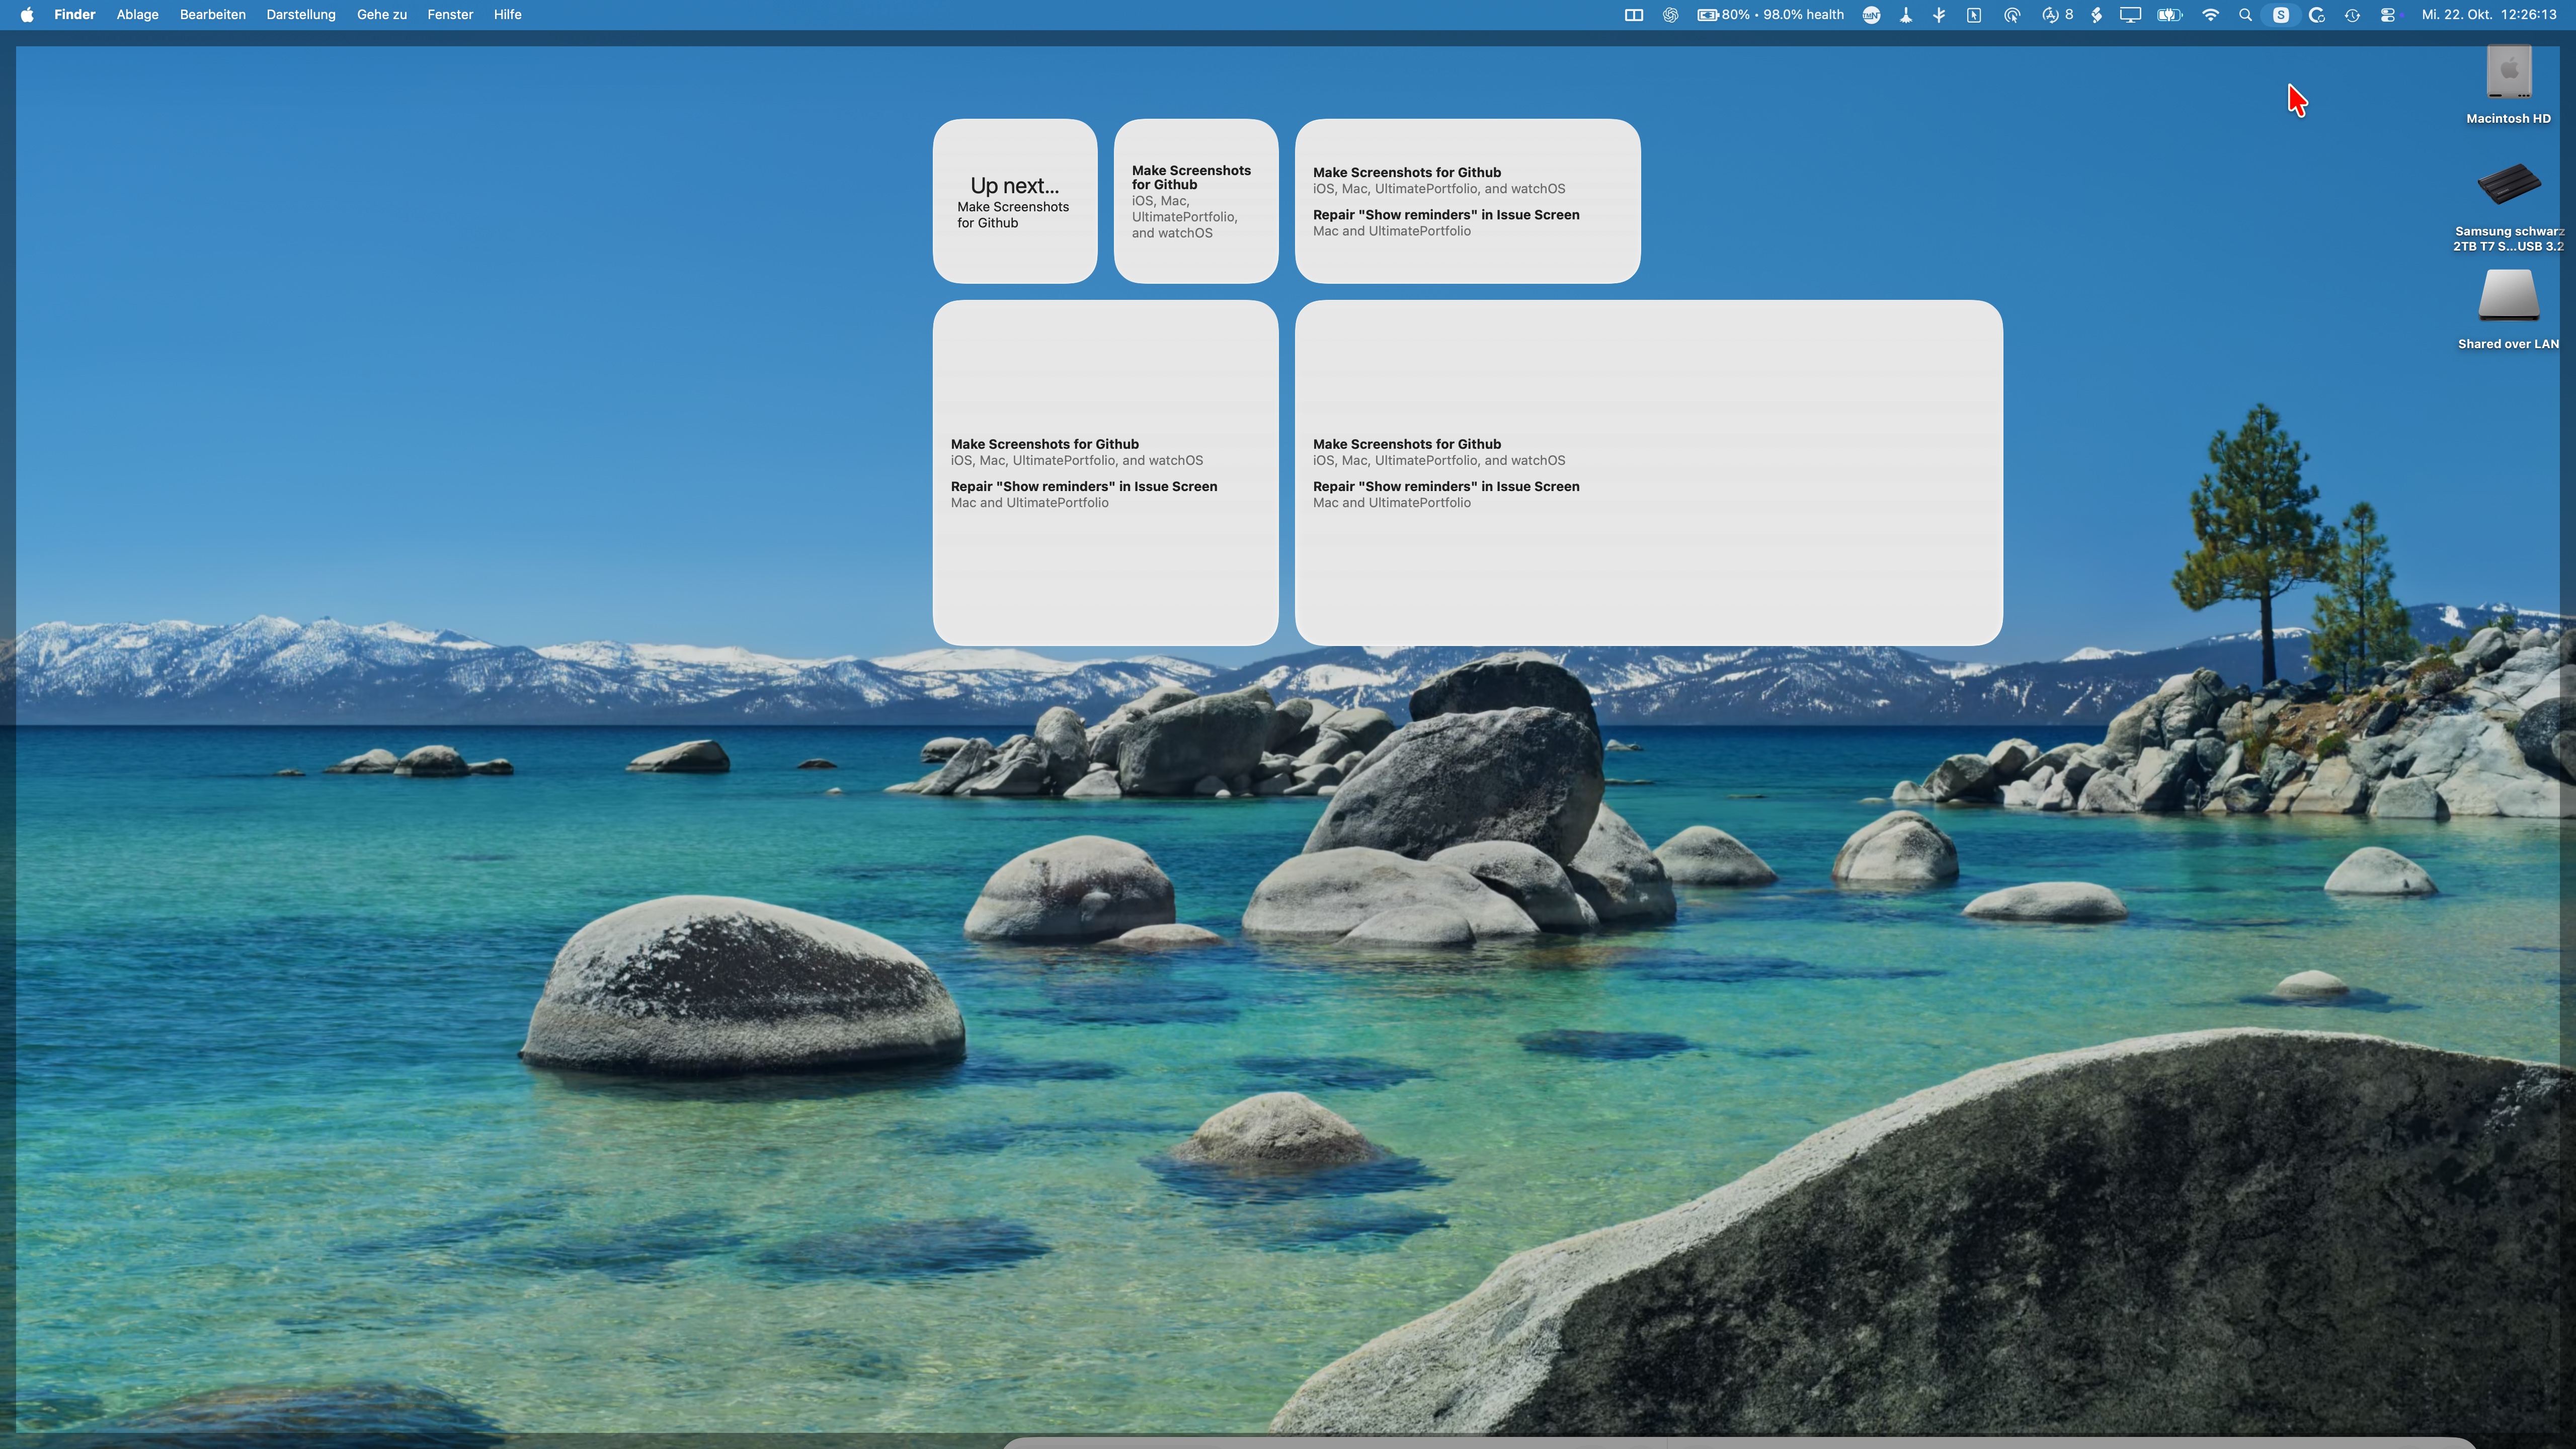 Finder Ablage Bearbeiten Darstellung Gehe zu Fenster Hilfe
80% • 98.0% health 8 S Mi. 22. Okt. 12:26:13
Up next...
Make Screenshots
for Github
Make Screenshots
for Github
iOS, Mac,
UltimatePortfolio,
and watchOS
Make Screenshots for Github
iOS, Mac, UltimatePortfolio, and watchOS
Repair "Show reminders" in Issue Screen
Mac and UltimatePortfolio
Make Screenshots for Github
iOS, Mac, UltimatePortfolio, and watchOS
Repair "Show reminders" in Issue Screen
Mac and UltimatePortfolio
Make Screenshots for Github
iOS, Mac, UltimatePortfolio, and watchOS
Repair "Show reminders" in Issue Screen
Mac and UltimatePortfolio
Macintosh HD
Samsung schwarz
2TB T7 S...USB 3.2
Shared over LAN